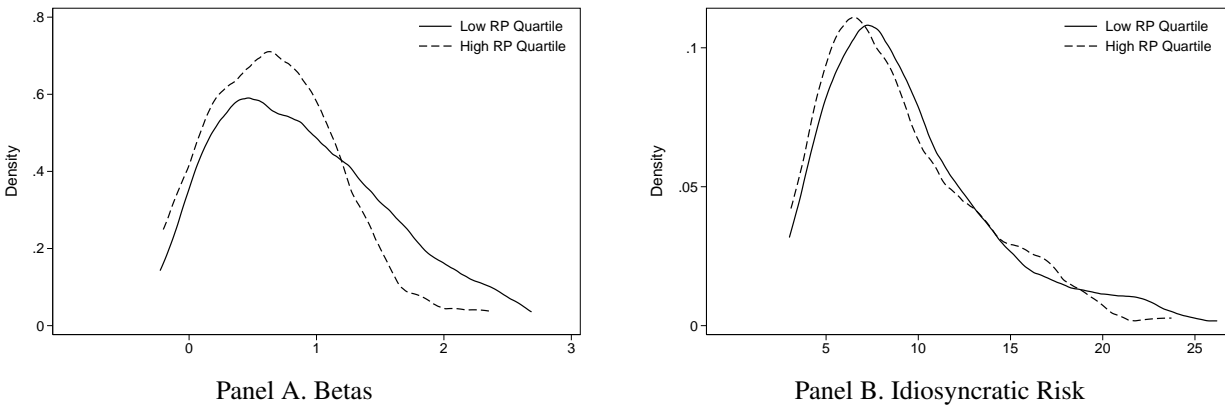 Low RP Quartile
High RP Quartile
Density
.8
.6
.4
.2
0
0 1 2 3
Panel A. Betas
Low RP Quartile
High RP Quartile
Density
.1
.05
0
5 10 15 20 25
Panel B. Idiosyncratic Risk